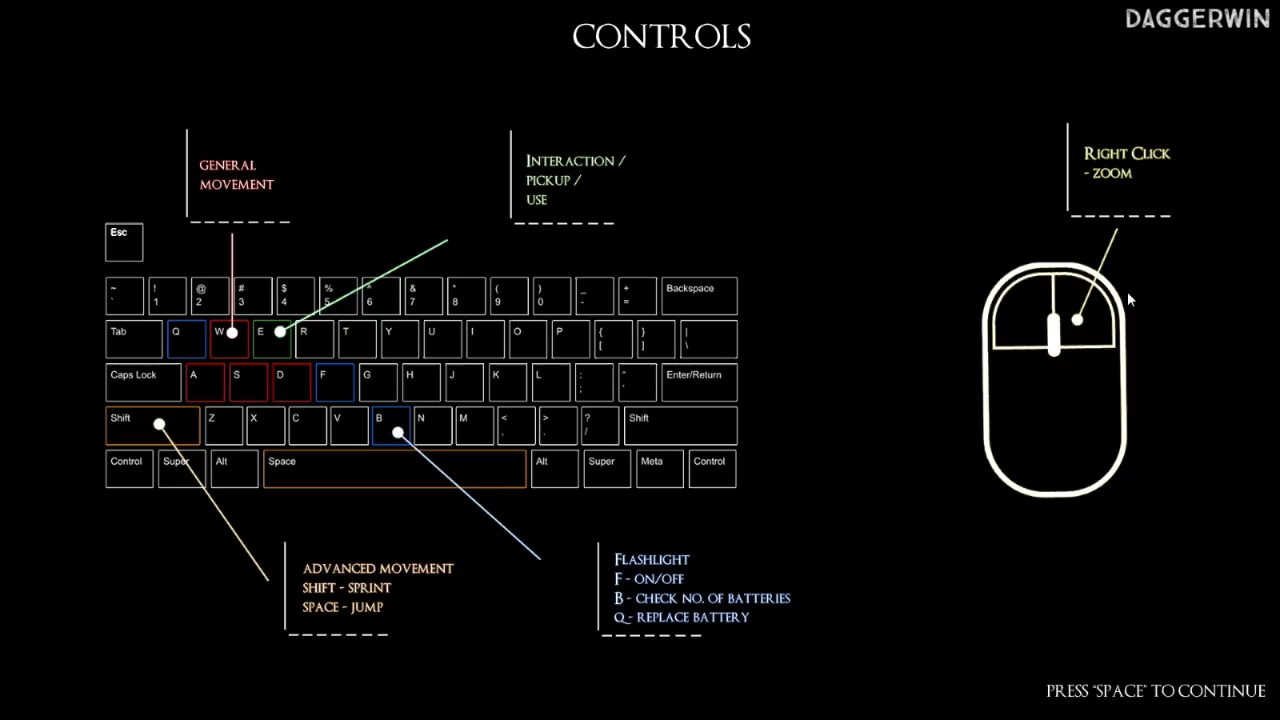 DAGGERWIN
CONTROLS
GENERAL
MOVEMENT
INTERACTION /
PICKUP /
USE
RIGHT CLICK
- ZOOM
Esc
~ ! @ # $ % ^ & * ( ) _ + Backspace
` 1 2 3 4 5 6 7 8 9 0 - =
Tab Q W E R T Y U I O P { } |
[ ] \
Caps Lock A S D F G H J K L : " Enter/Return
; '
Shift Z X C V B N M < > ? Shift
, . /
Control Super Alt Space Alt Super Meta Control
ADVANCED MOVEMENT
SHIFT - SPRINT
SPACE - JUMP
FLASHLIGHT
F - ON/OFF
B - CHECK NO. OF BATTERIES
Q - REPLACE BATTERY
PRESS "SPACE" TO CONTINUE